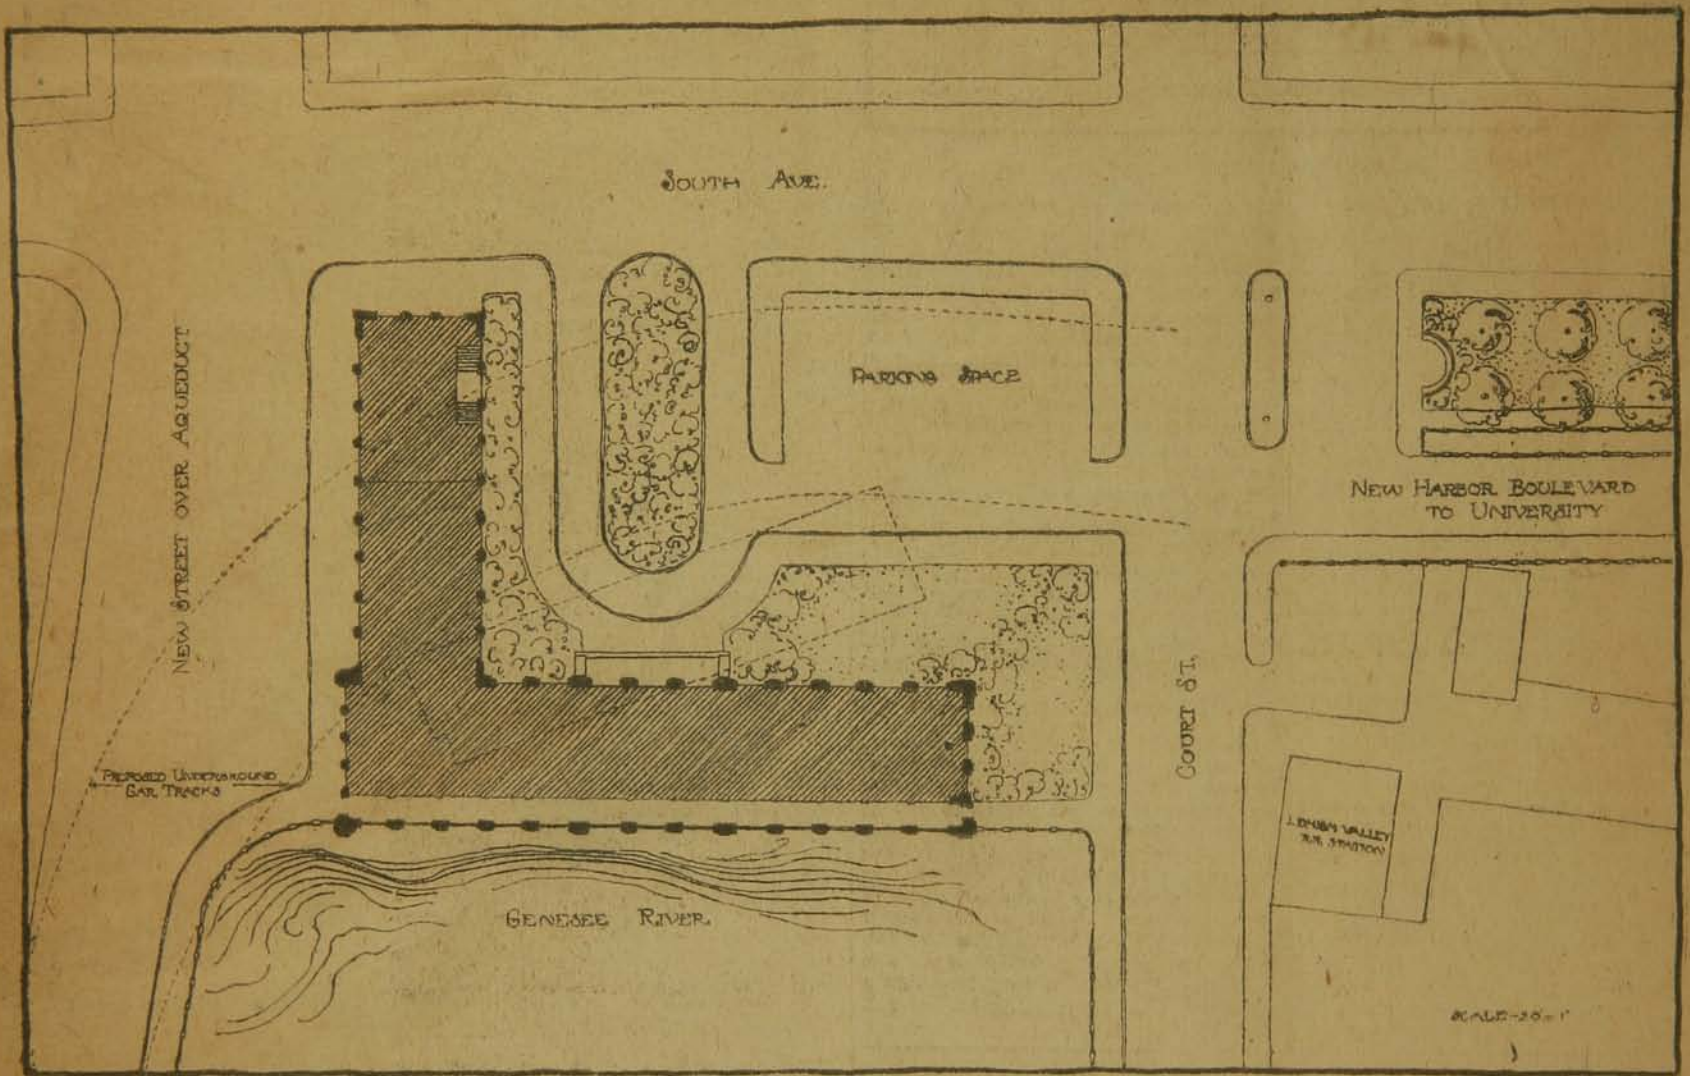 SOUTH AVE.
NEW STREET OVER AQUEDUCT
PARKING SPACE
NEW HARBOR BOULEVARD
TO UNIVERSITY
COURT ST.
PROPOSED UNDERGROUND
CAR TRACKS
LEHIGH VALLEY
R.R. STATION
GENESEE RIVER
SCALE